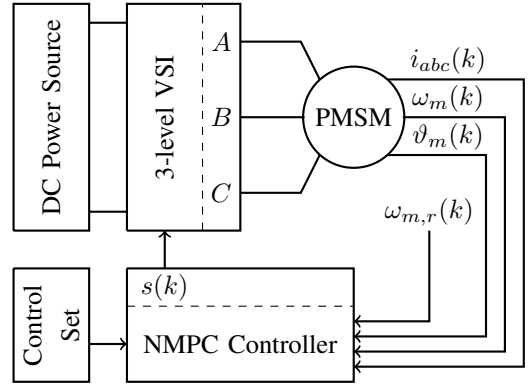 DC Power Source
3-level VSI
A
B
C
PMSM
i_{abc}(k)
ω_m(k)
ϑ_m(k)
ω_{m,r}(k)
Control
Set
s(k)
NMPC Controller